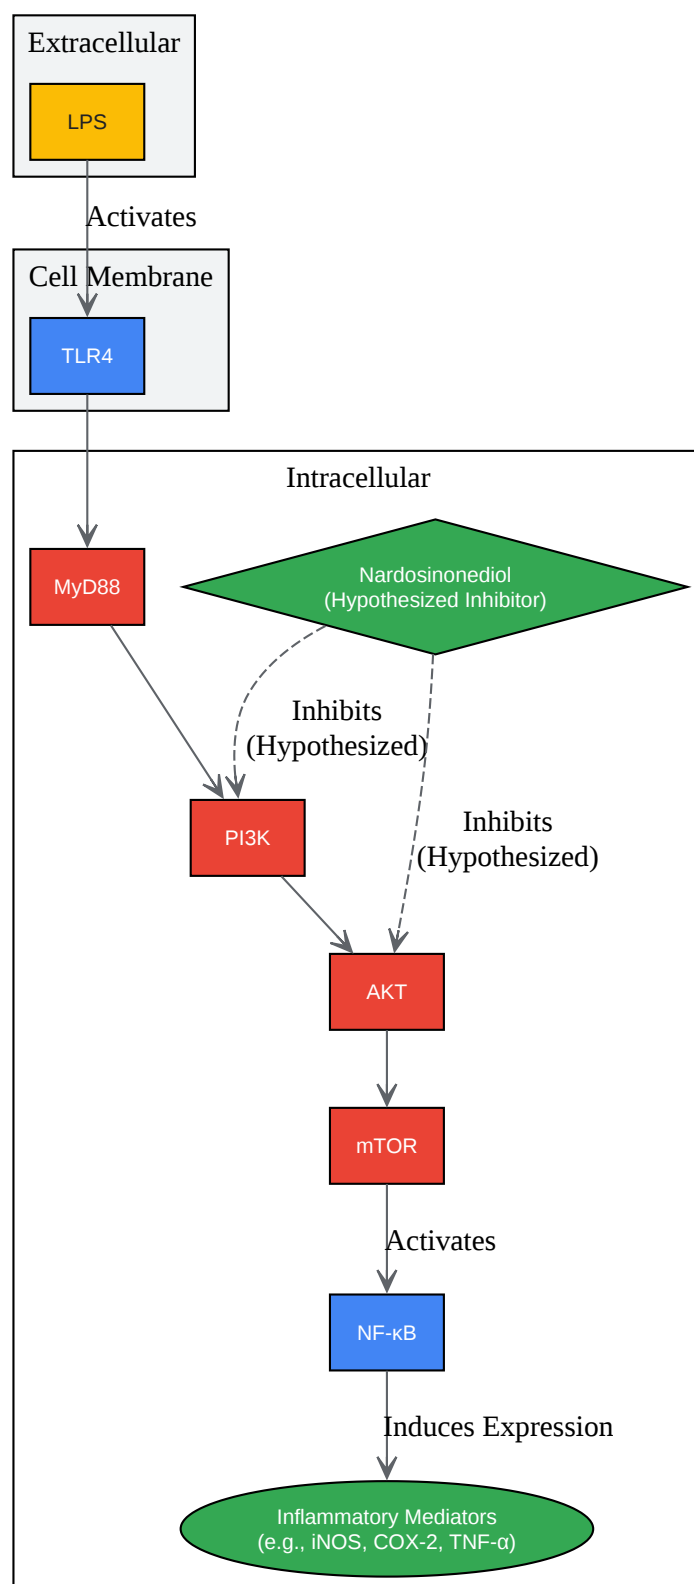 Extracellular
LPS
Activates
Cell Membrane
TLR4
Intracellular
MyD88
Nardosinonediol
(Hypothesized Inhibitor)
Inhibits
(Hypothesized)
PI3K
Inhibits
(Hypothesized)
AKT
mTOR
Activates
NF-κB
Induces Expression
Inflammatory Mediators
(e.g., iNOS, COX-2, TNF-α)